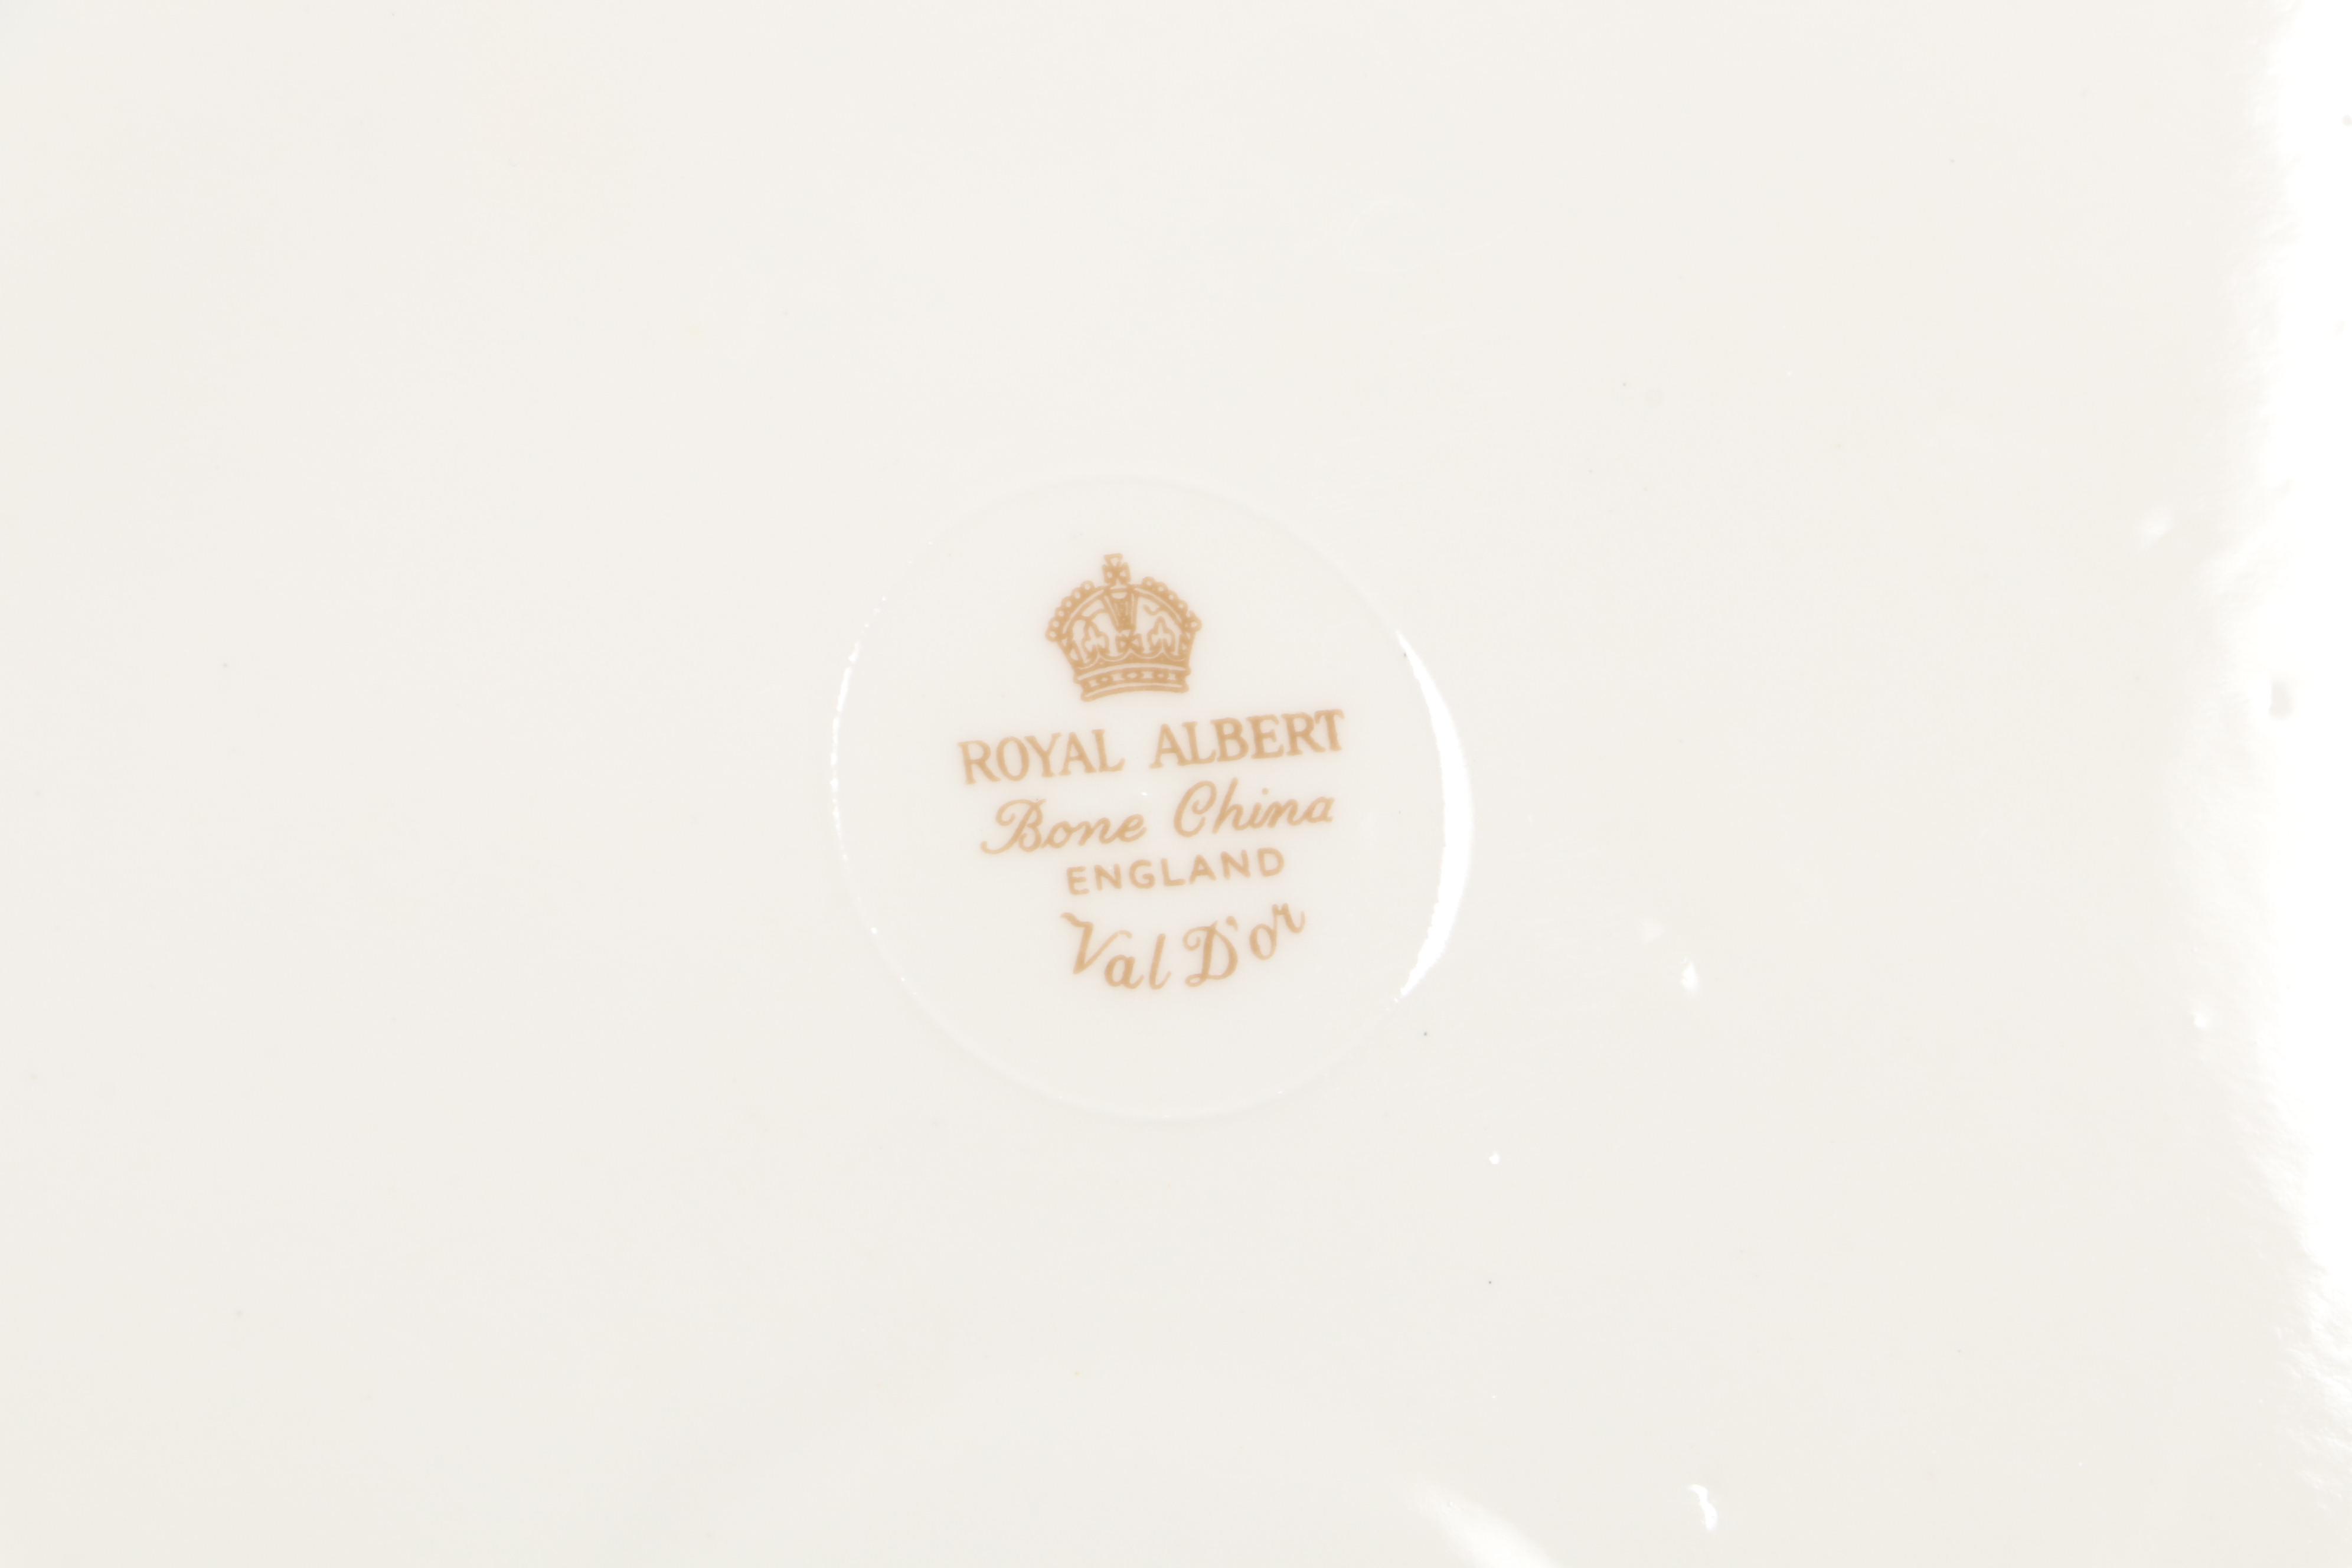 ROYAL ALBERT
Bone China
ENGLAND
Val D'or